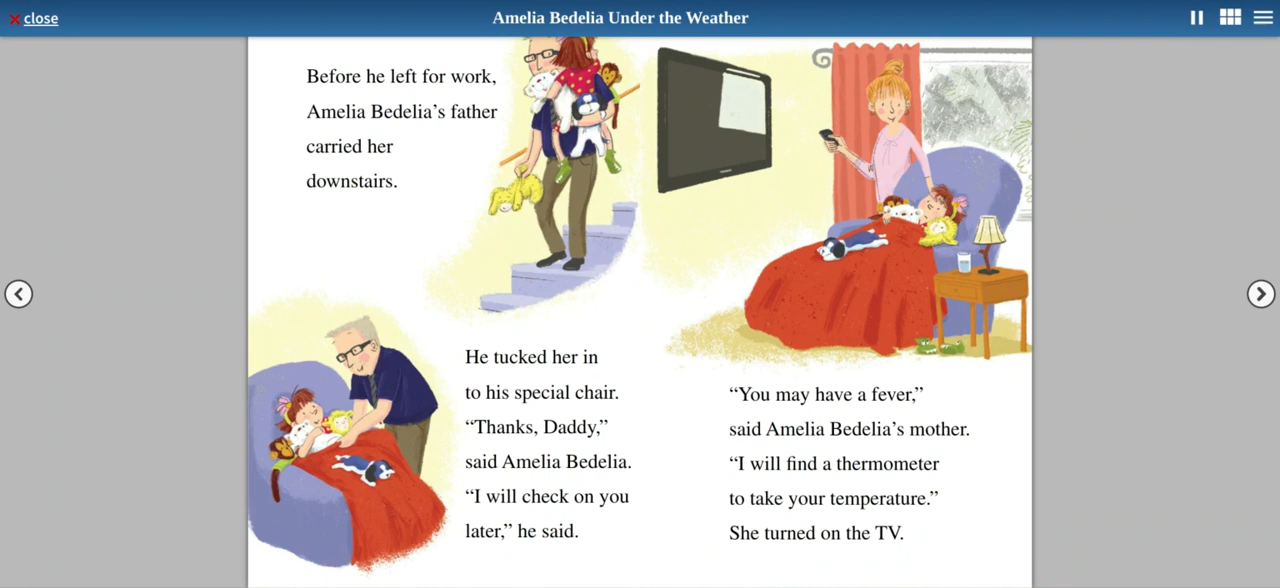 close
Amelia Bedelia Under the Weather
Before he left for work,
Amelia Bedelia’s father
carried her
downstairs.
He tucked her in
to his special chair.
“Thanks, Daddy,”
said Amelia Bedelia.
“I will check on you
later,” he said.
“You may have a fever,”
said Amelia Bedelia’s mother.
“I will find a thermometer
to take your temperature.”
She turned on the TV.